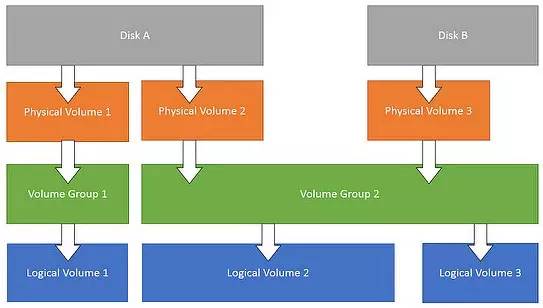 Disk A
Disk B
Physical Volume 1
Physical Volume 2
Physical Volume 3
Volume Group 1
Volume Group 2
Logical Volume 1
Logical Volume 2
Logical Volume 3